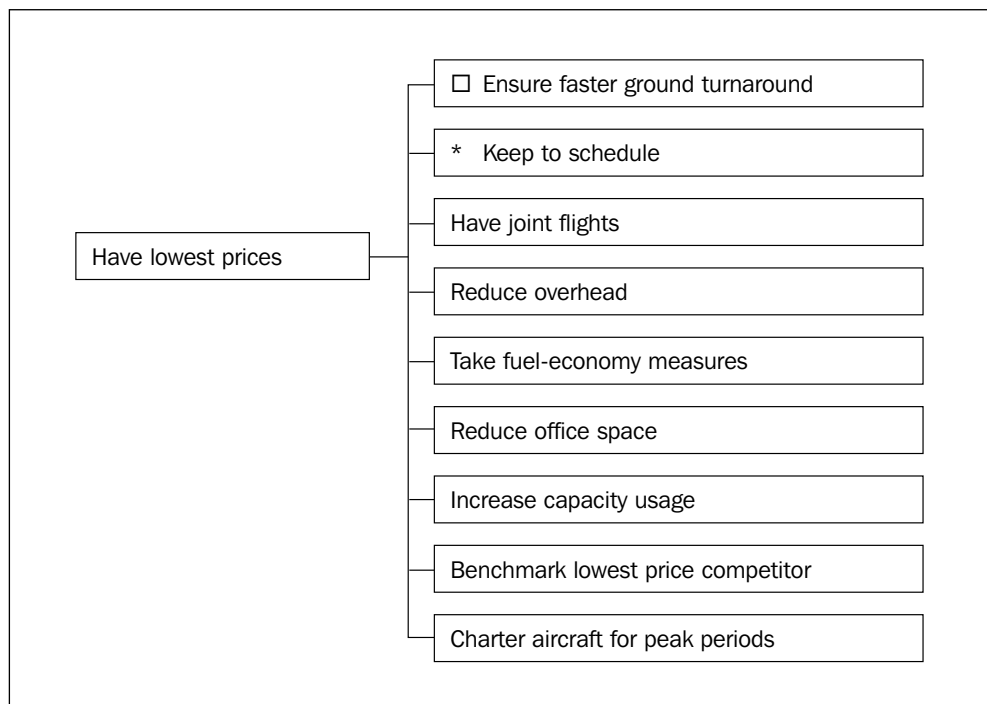 □ Ensure faster ground turnaround
* Keep to schedule
Have joint flights
Have lowest prices
Reduce overhead
Take fuel-economy measures
Reduce office space
Increase capacity usage
Benchmark lowest price competitor
Charter aircraft for peak periods